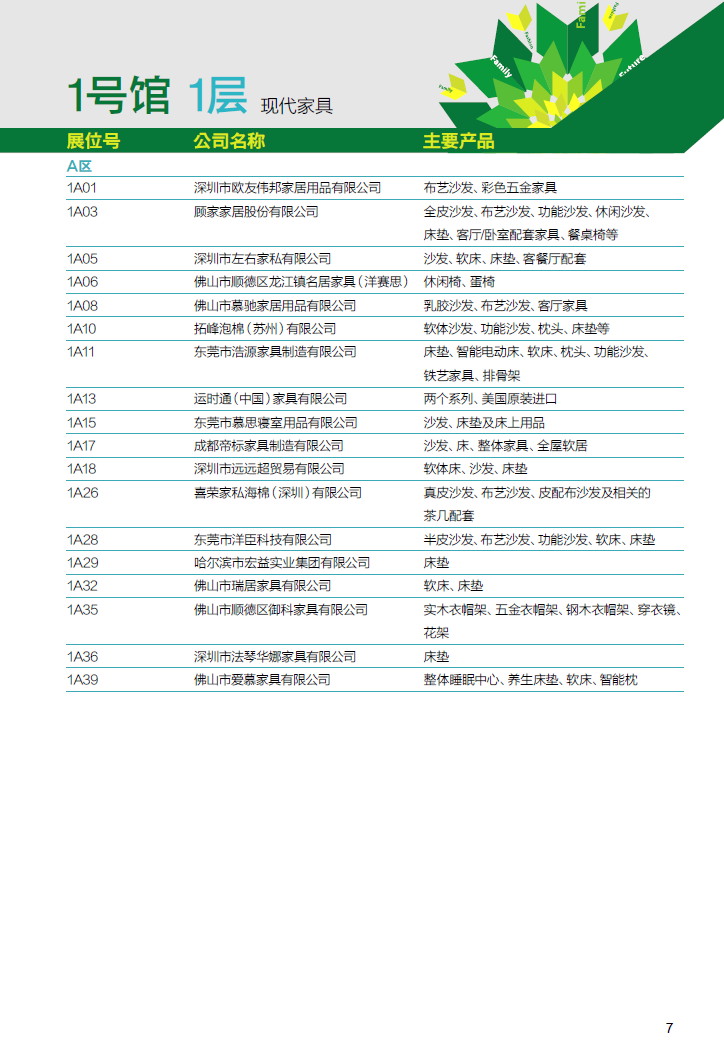 Family
Fashion
Fashion
Family
Future
Family
1号馆 1层 现代家具
展位号 公司名称 主要产品
A区
1A01 深圳市欧友伟邦家居用品有限公司 布艺沙发、彩色五金家具
1A03 顾家家居股份有限公司 全皮沙发、布艺沙发、功能沙发、休闲沙发、
床垫、客厅/卧室配套家具、餐桌椅等
1A05 深圳市左右家私有限公司 沙发、软床、床垫、客餐厅配套
1A06 佛山市顺德区龙江镇名居家具（洋赛思） 休闲椅、蛋椅
1A08 佛山市慕驰家居用品有限公司 乳胶沙发、布艺沙发、客厅家具
1A10 拓峰泡棉（苏州）有限公司 软体沙发、功能沙发、枕头、床垫等
1A11 东莞市浩源家具制造有限公司 床垫、智能电动床、软床、枕头、功能沙发、
铁艺家具、排骨架
1A13 运时通（中国）家具有限公司 两个系列、美国原装进口
1A15 东莞市慕思寝室用品有限公司 沙发、床垫及床上用品
1A17 成都帝标家具制造有限公司 沙发、床、整体家具、全屋软居
1A18 深圳市远远超贸易有限公司 软体床、沙发、床垫
1A26 喜荣家私海棉（深圳）有限公司 真皮沙发、布艺沙发、皮配布沙发及相关的
茶几配套
1A28 东莞市洋臣科技有限公司 半皮沙发、布艺沙发、功能沙发、软床、床垫
1A29 哈尔滨市宏益实业集团有限公司 床垫
1A32 佛山市瑞居家具有限公司 软床、床垫
1A35 佛山市顺德区御科家具有限公司 实木衣帽架、五金衣帽架、钢木衣帽架、穿衣镜、
花架
1A36 深圳市法琴华娜家具有限公司 床垫
1A39 佛山市爱慕家具有限公司 整体睡眠中心、养生床垫、软床、智能枕
7